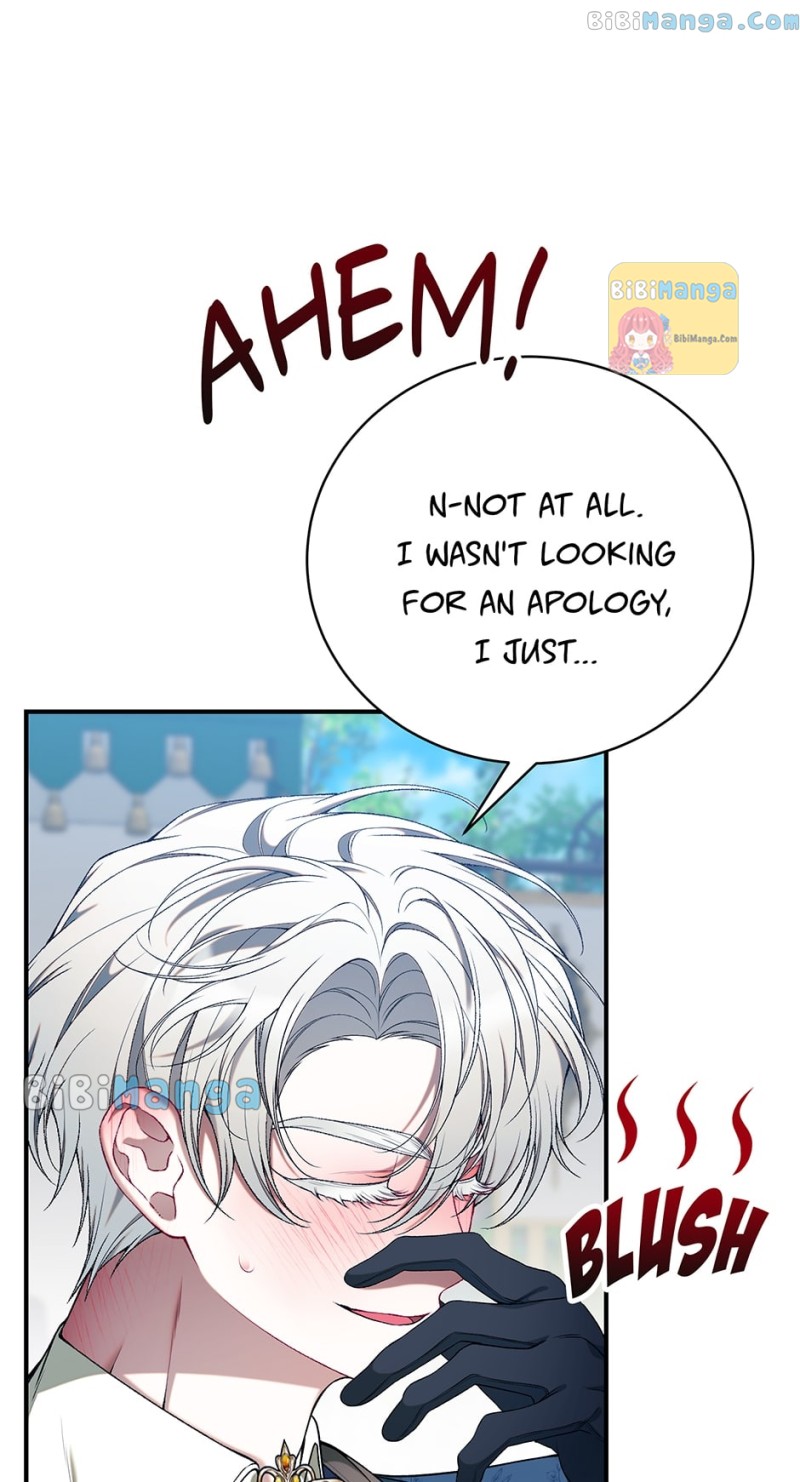 BiBiManga.Com
AHEM!
BiBiManga
BibiManga.Com
N-NOT AT ALL.
I WASN'T LOOKING
FOR AN APOLOGY,
I JUST...
BiBiManga
BLUSH